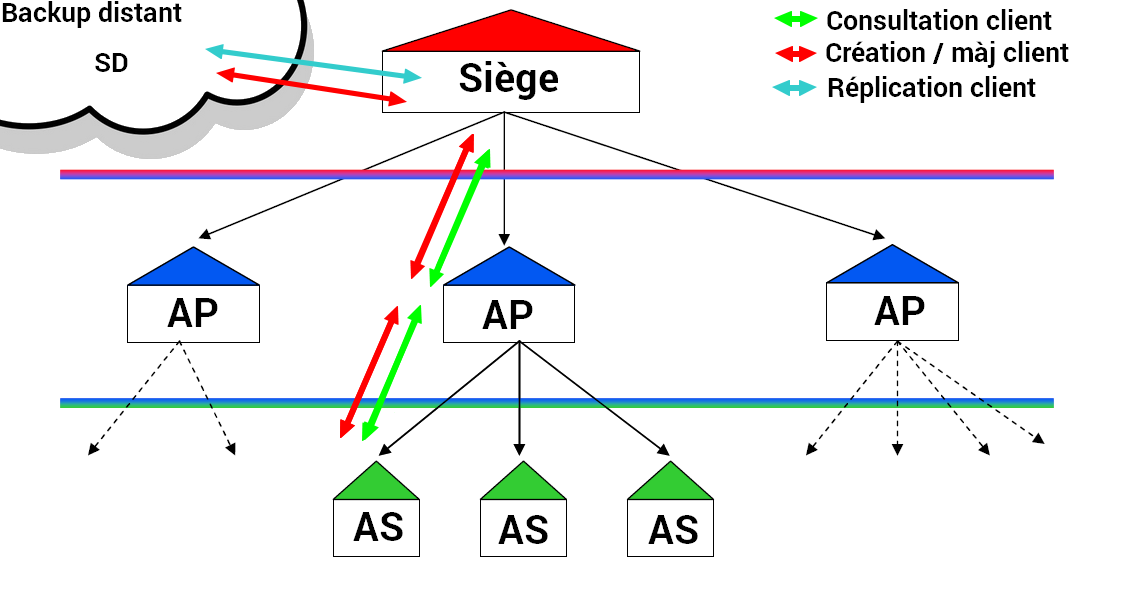 Backup distant
SD
Siège
Consultation client
Création / màj client
Réplication client
AP
AP
AP
AS
AS
AS